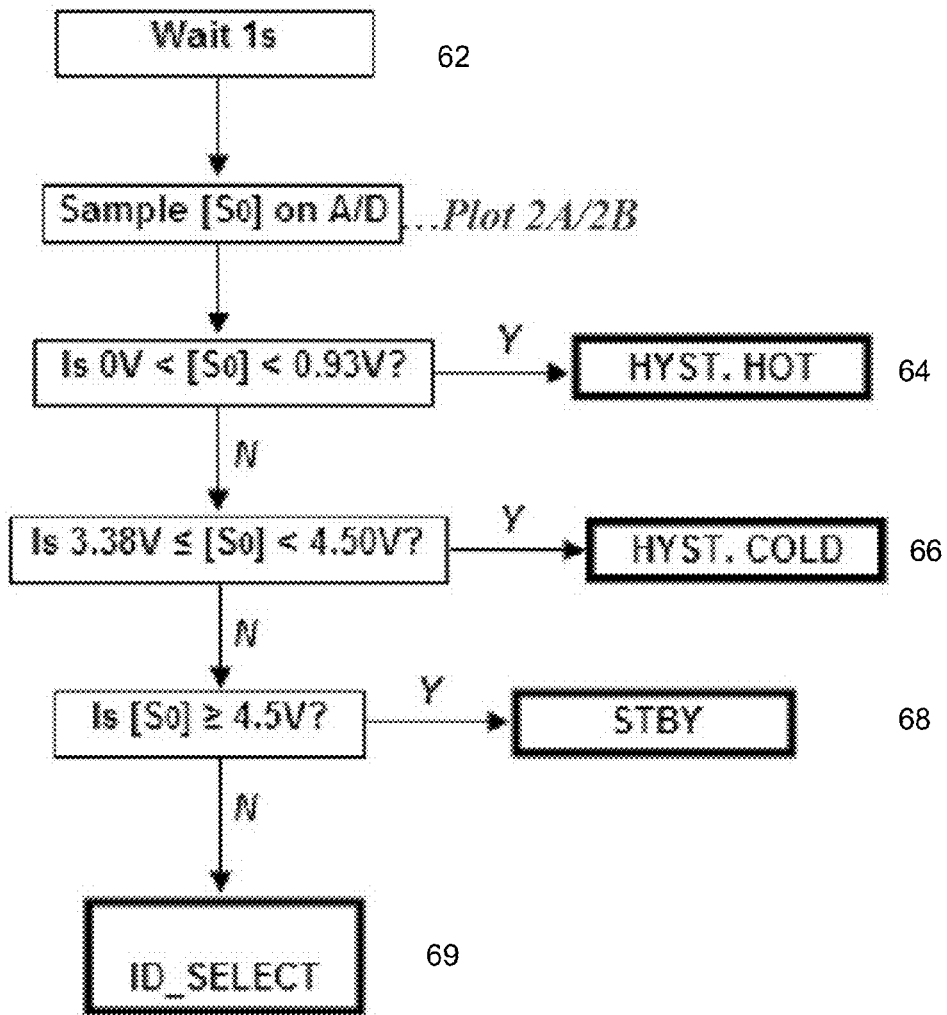 Wait 1s
62
Sample [S0] on A/D ...Plot 2A/2B
Is 0V < [S0] < 0.93V?
Y
HYST. HOT
64
N
Is 3.38V ≤ [S0] < 4.50V?
Y
HYST. COLD
66
N
Is [S0] ≥ 4.5V?
Y
STBY
68
N
ID_SELECT
69